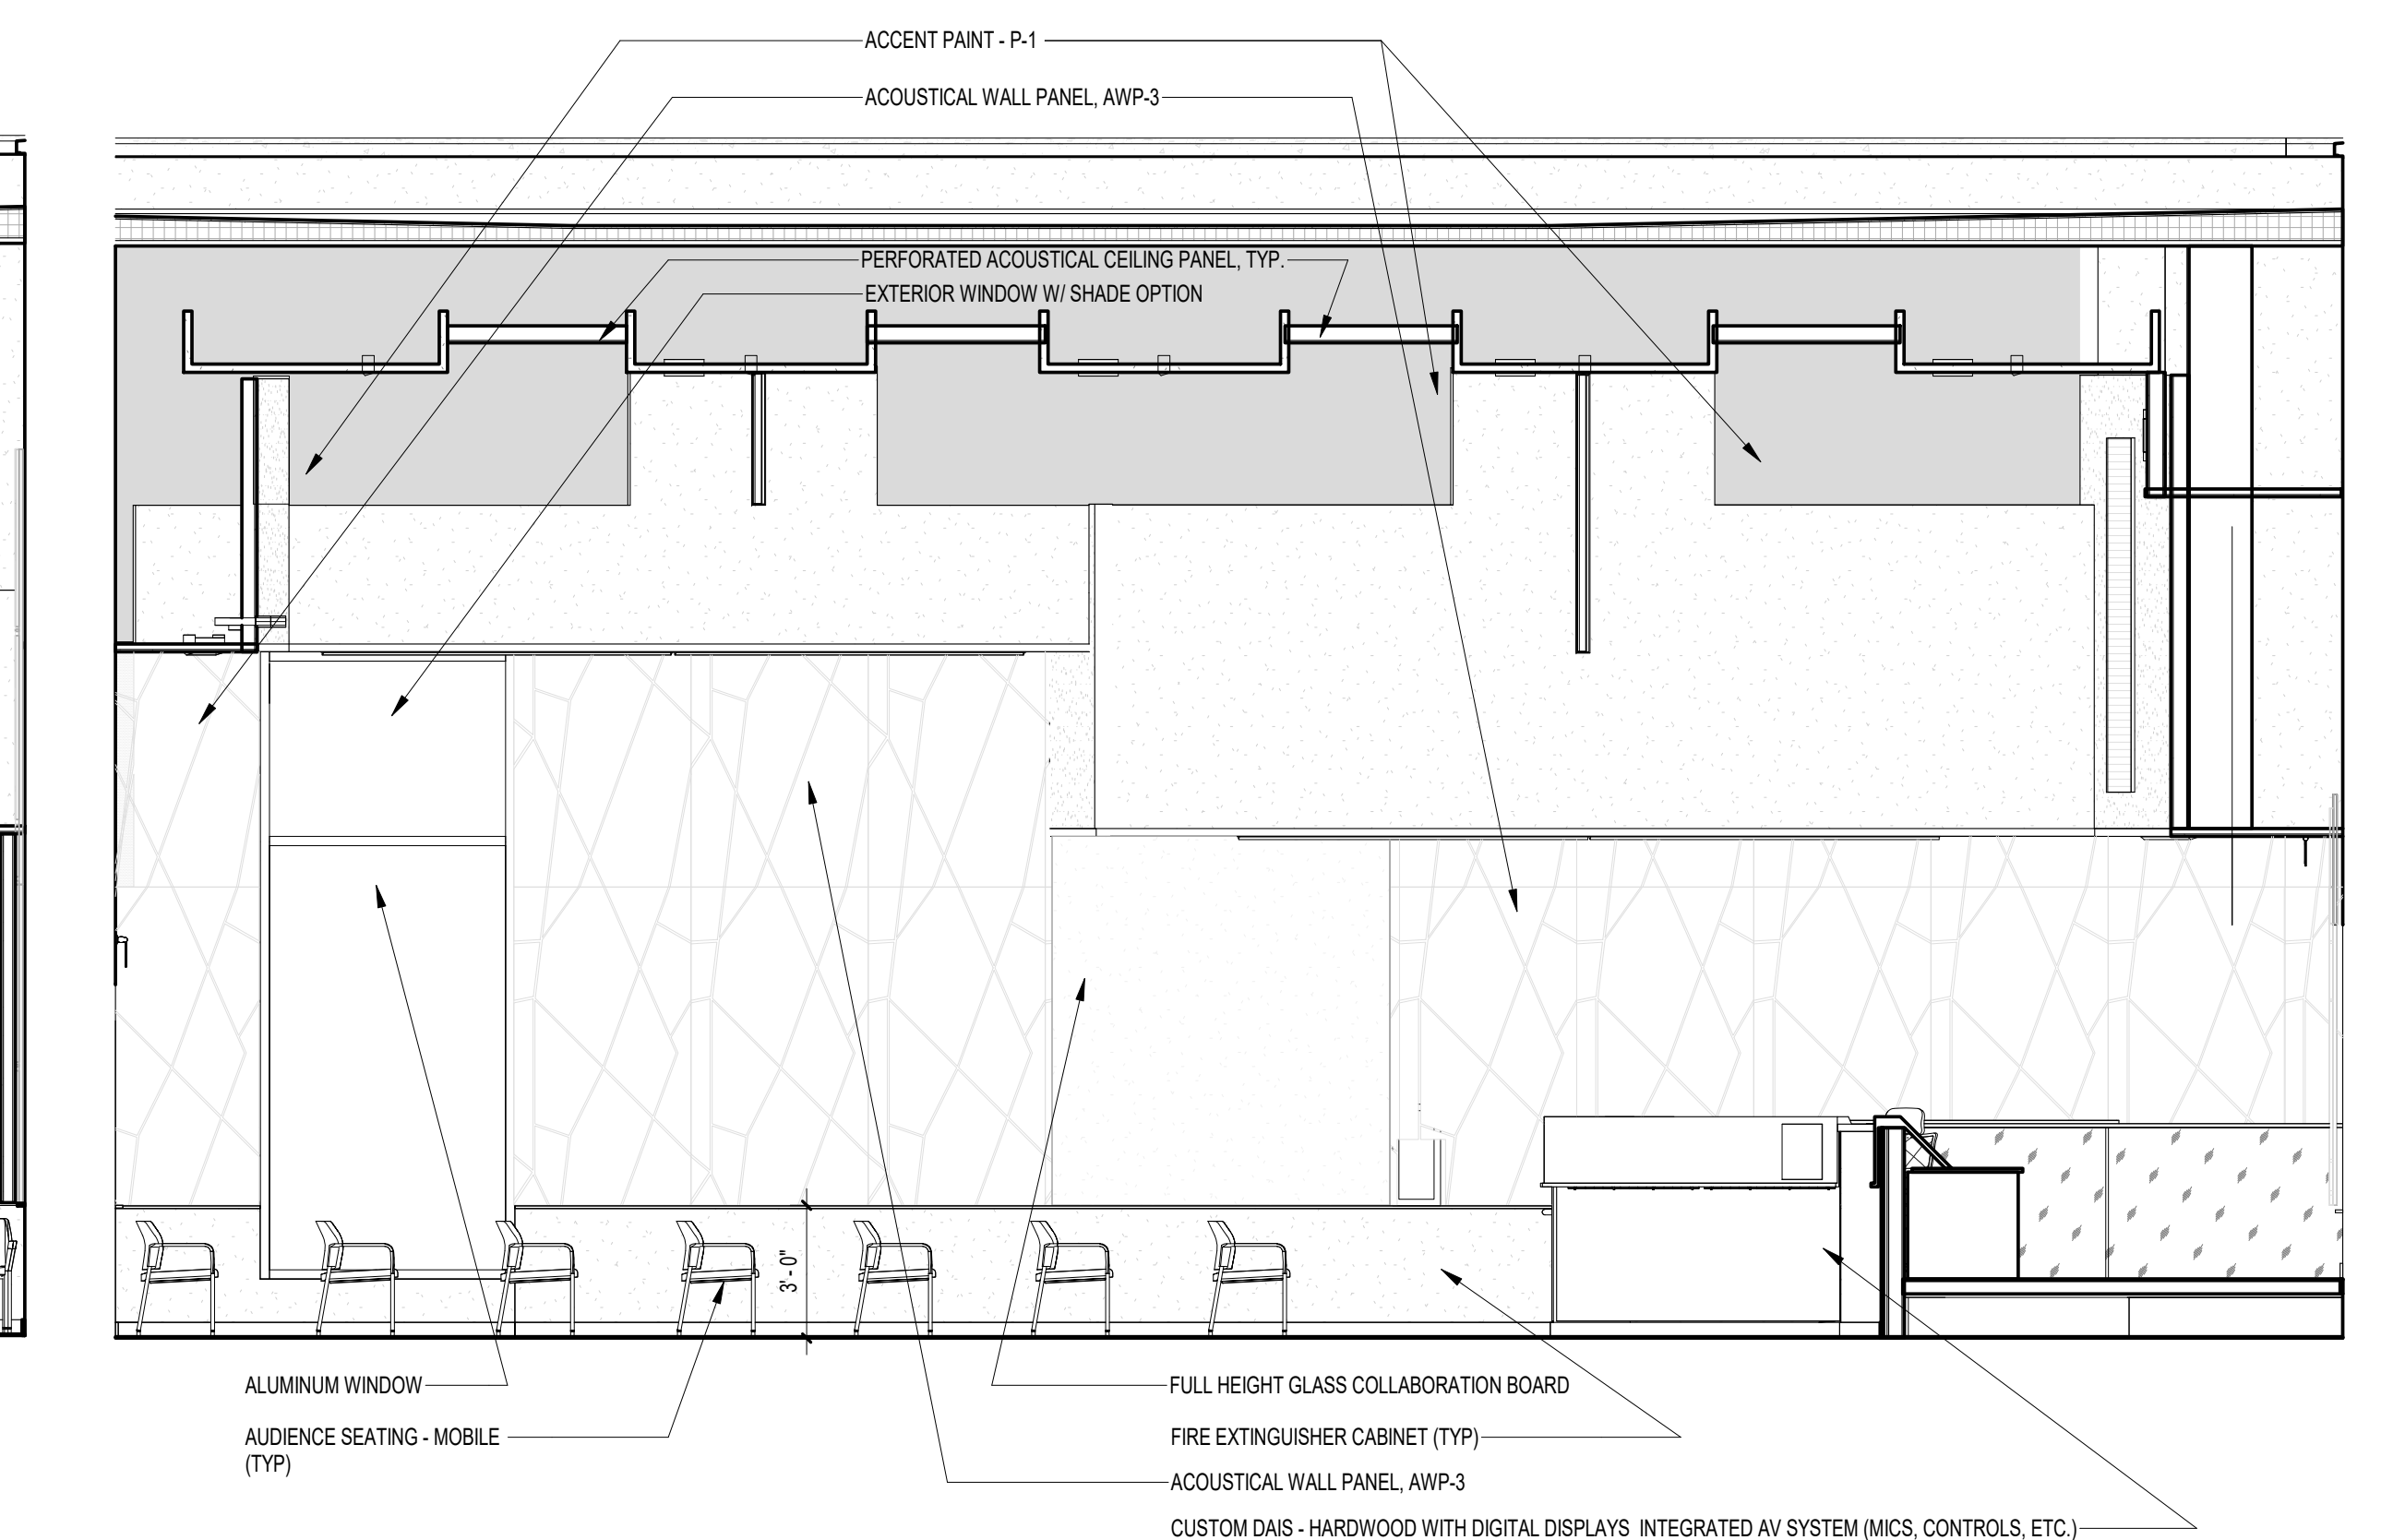 ACCENT PAINT - P-1
ACOUSTICAL WALL PANEL, AWP-3
PERFORATED ACOUSTICAL CEILING PANEL, TYP.
EXTERIOR WINDOW W/ SHADE OPTION
3' - 0"
ALUMINUM WINDOW
AUDIENCE SEATING - MOBILE
(TYP)
FULL HEIGHT GLASS COLLABORATION BOARD
FIRE EXTINGUISHER CABINET (TYP)
ACOUSTICAL WALL PANEL, AWP-3
CUSTOM DAIS - HARDWOOD WITH DIGITAL DISPLAYS INTEGRATED AV SYSTEM (MICS, CONTROLS, ETC.)